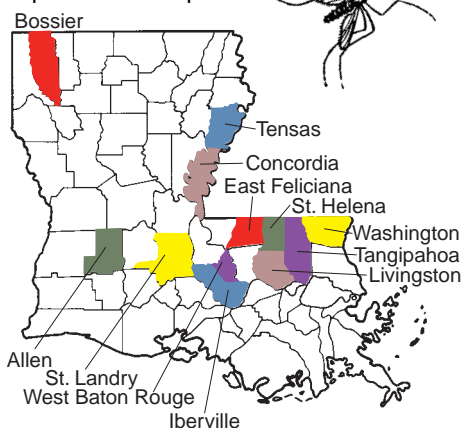 Bossier
Tensas
Concordia
East Feliciana
St. Helena
Washington
Tangipahoa
Livingston
Allen
St. Landry
West Baton Rouge
Iberville